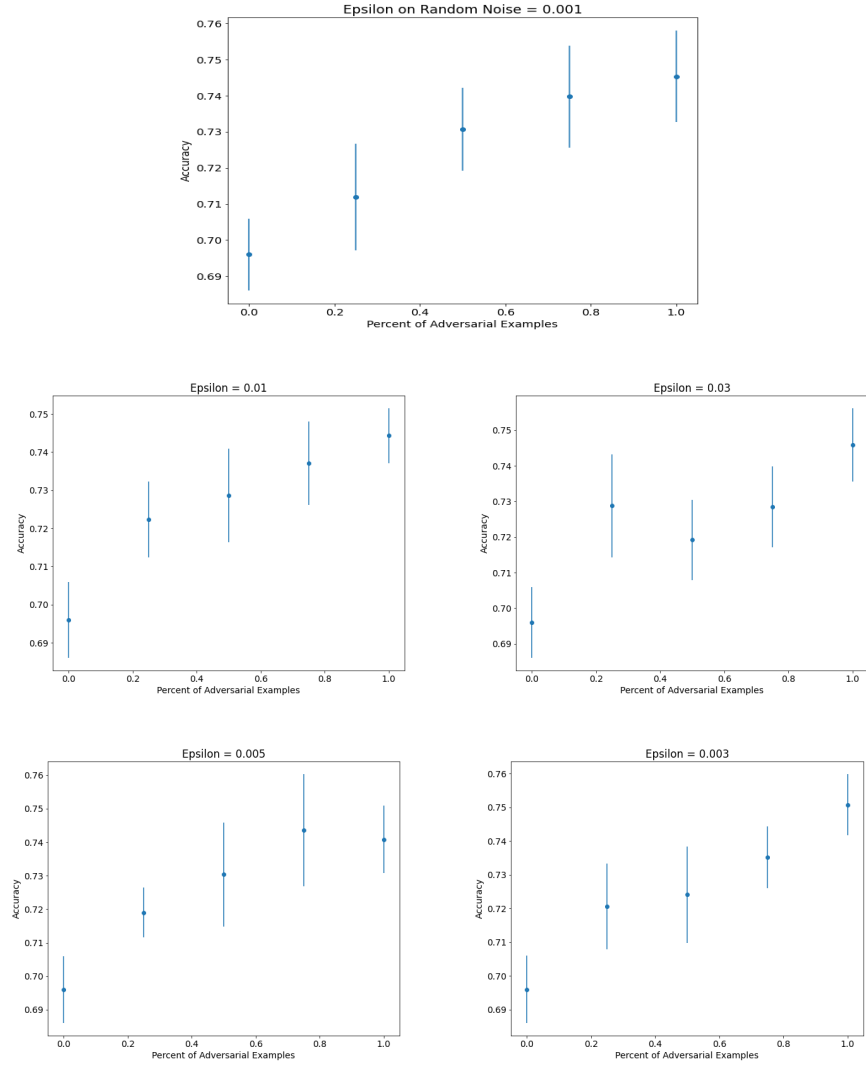 Epsilon on Random Noise = 0.001
0.76
0.75
0.74
0.73
0.72
0.71
0.70
0.69
Accuracy
0.0 0.2 0.4 0.6 0.8 1.0
Percent of Adversarial Examples
Epsilon = 0.01
0.75
0.74
0.73
0.72
0.71
0.70
0.69
Accuracy
0.0 0.2 0.4 0.6 0.8 1.0
Percent of Adversarial Examples
Epsilon = 0.03
0.75
0.74
0.73
0.72
0.71
0.70
0.69
Accuracy
0.0 0.2 0.4 0.6 0.8 1.0
Percent of Adversarial Examples
Epsilon = 0.005
0.76
0.75
0.74
0.73
0.72
0.71
0.70
0.69
Accuracy
0.0 0.2 0.4 0.6 0.8 1.0
Percent of Adversarial Examples
Epsilon = 0.003
0.76
0.75
0.74
0.73
0.72
0.71
0.70
0.69
Accuracy
0.0 0.2 0.4 0.6 0.8 1.0
Percent of Adversarial Examples